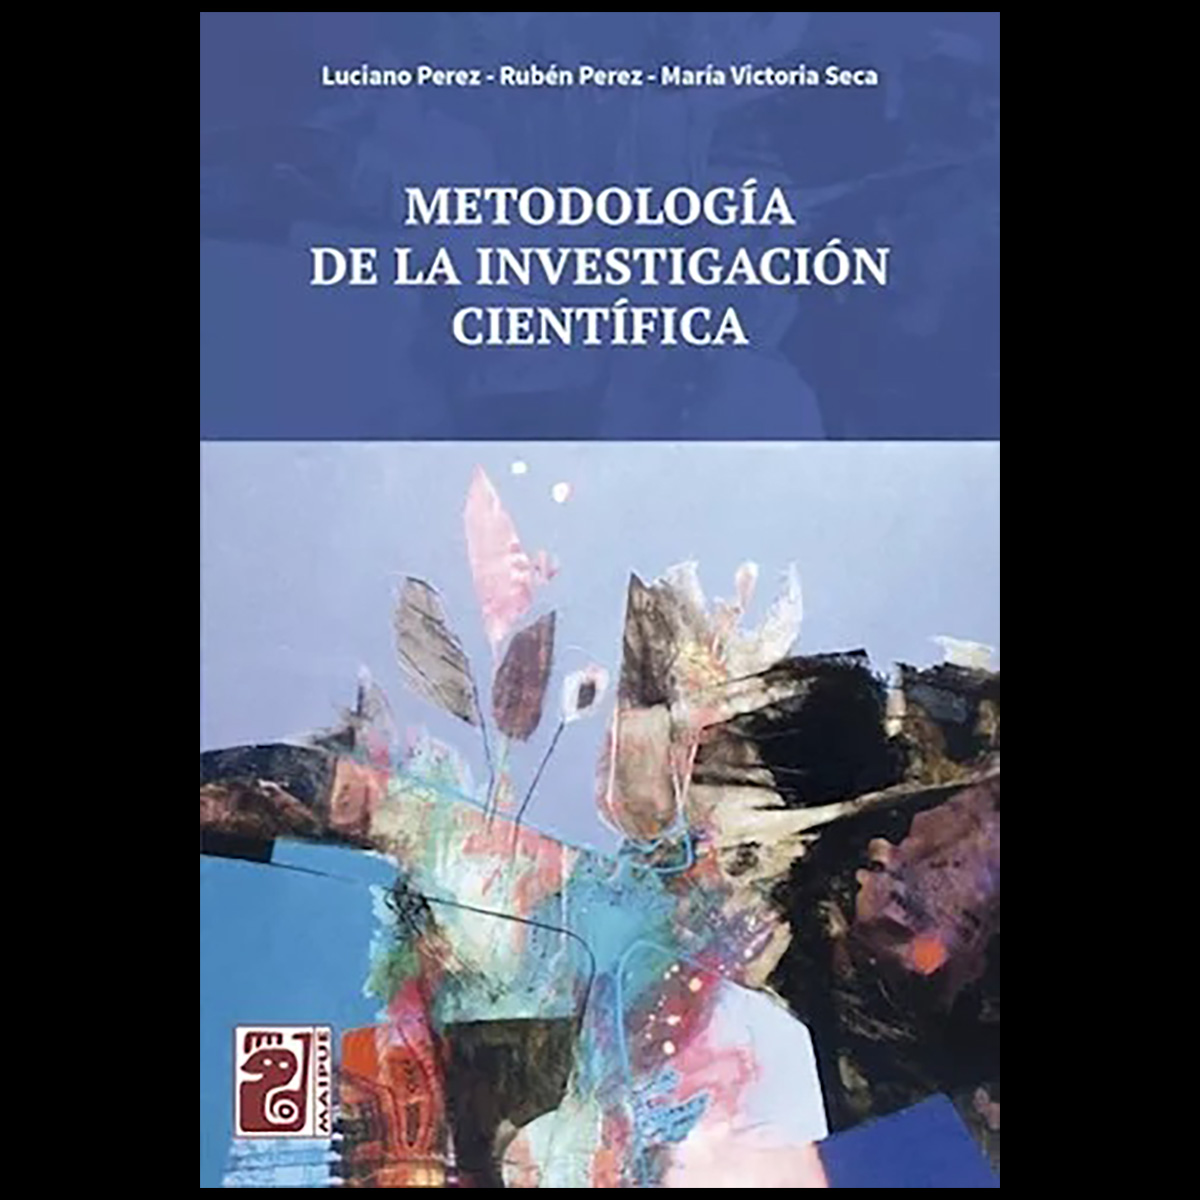 Luciano Perez - Rubén Perez - María Victoria Seca
METODOLOGÍA
DE LA INVESTIGACIÓN
CIENTÍFICA
MAIPUE